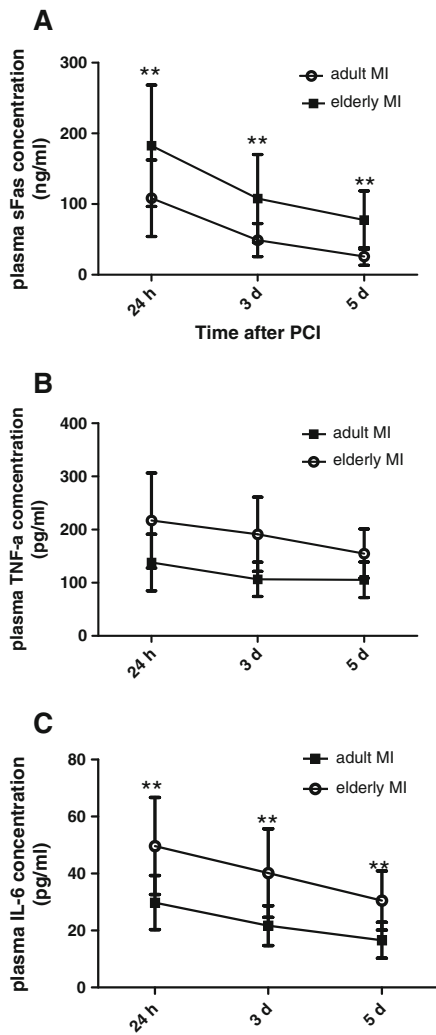 A
300
200
100
0
plasma sFas concentration
(ng/ml)
adult MI
elderly MI
**
**
**
24 h
3 d
5 d
Time after PCI
B
400
300
200
100
0
plasma TNF-a comcentration
(pg/ml)
adult MI
elderly MI
24 h
3 d
5 d
C
80
60
40
20
0
plasma IL-6 concentration
(pg/ml)
adult MI
elderly MI
**
**
**
24 h
3 d
5 d